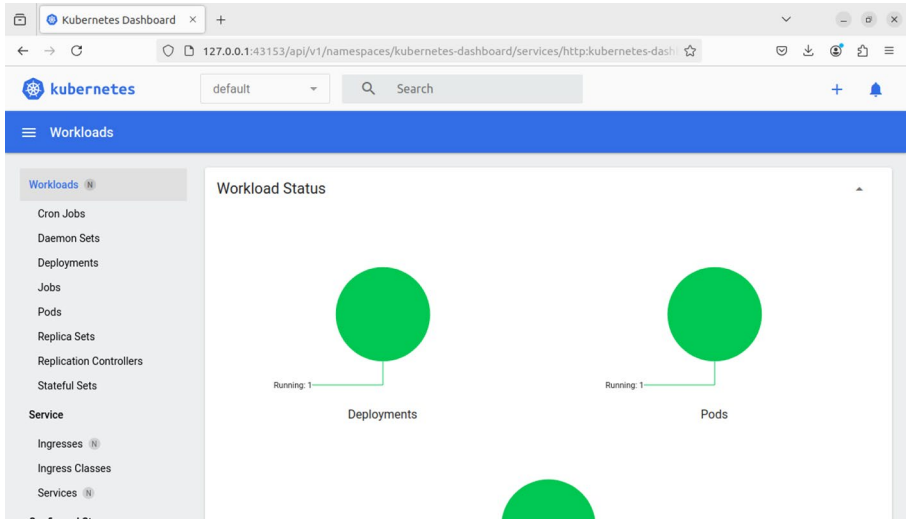 Kubernetes Dashboard
127.0.0.1:43153/api/v1/namespaces/kubernetes-dashboard/services/http:kubernetes-dash
kubernetes
default
Search
Workloads
Workloads N
Cron Jobs
Daemon Sets
Deployments
Jobs
Pods
Replica Sets
Replication Controllers
Stateful Sets
Service
Ingresses N
Ingress Classes
Services N
Workload Status
Running: 1
Deployments
Running: 1
Pods